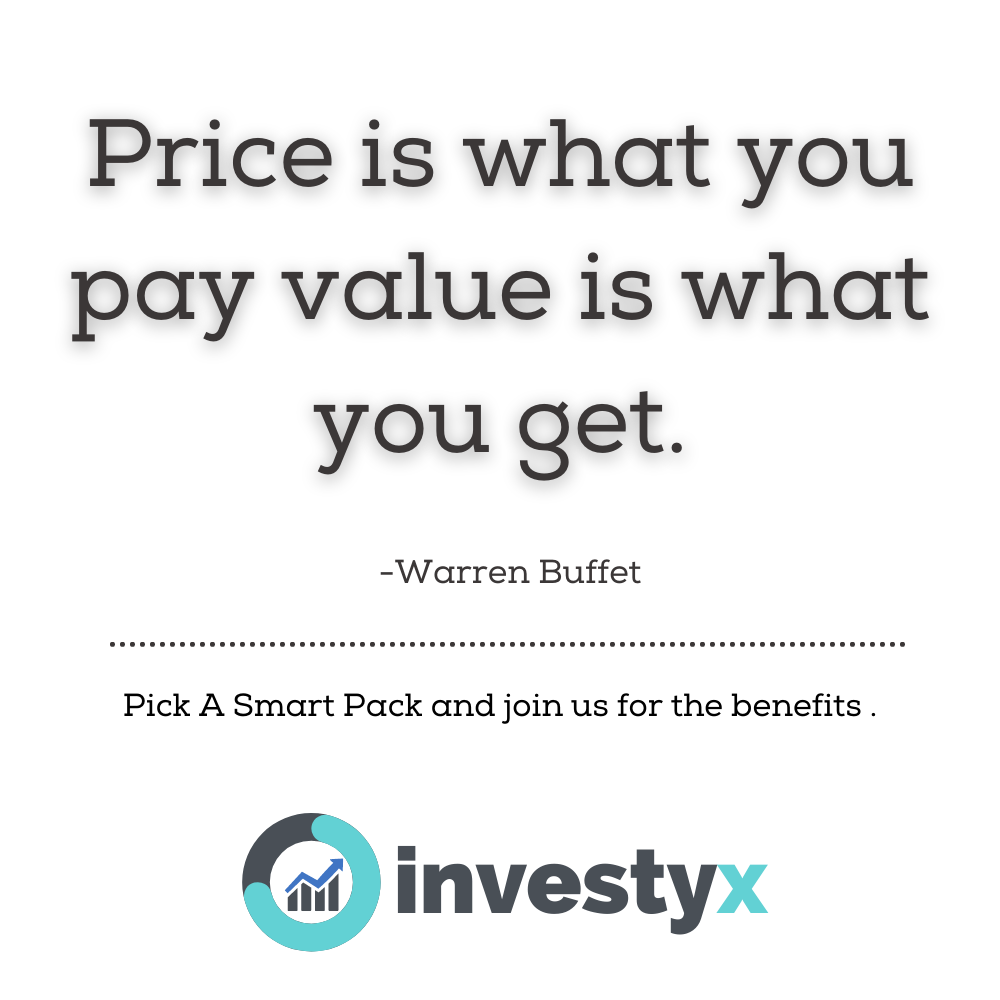 Price is what you
pay value is what
you get.
-Warren Buffet
Pick A Smart Pack and join us for the benefits .
investyx